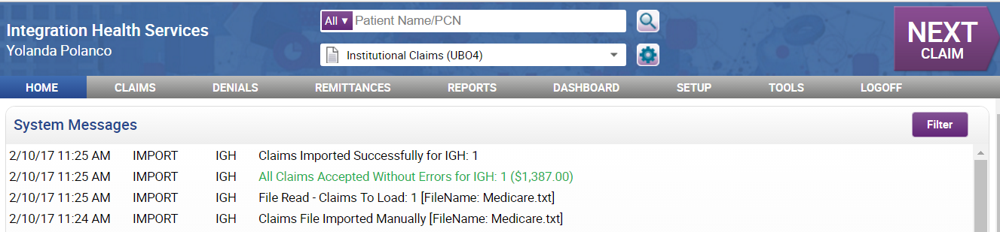 Integration Health Services
Yolanda Polanco
All ▾ Patient Name/PCN
Institutional Claims (UBO4)
NEXT
CLAIM
HOME CLAIMS DENIALS REMITTANCES REPORTS DASHBOARD SETUP TOOLS LOGOFF
System Messages Filter
2/10/17 11:25 AM IMPORT IGH Claims Imported Successfully for IGH: 1
2/10/17 11:25 AM IMPORT IGH All Claims Accepted Without Errors for IGH: 1 ($1,387.00)
2/10/17 11:25 AM IMPORT IGH File Read - Claims To Load: 1 [FileName: Medicare.txt]
2/10/17 11:24 AM IMPORT IGH Claims File Imported Manually [FileName: Medicare.txt]